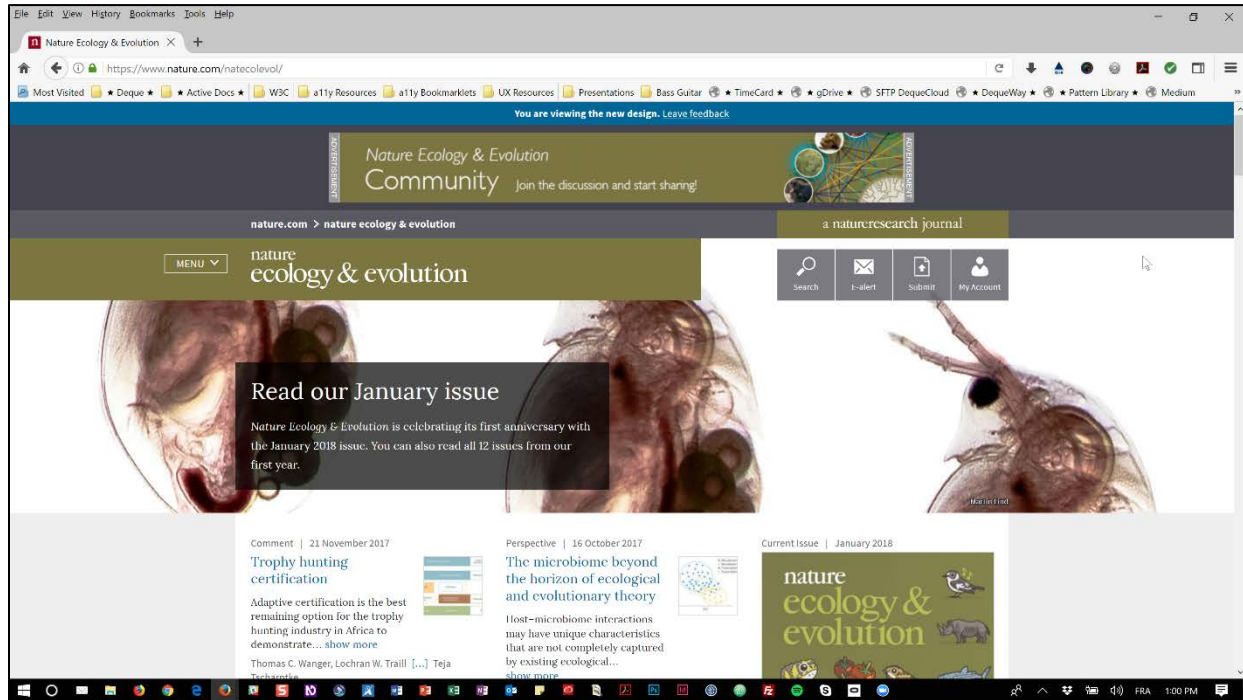 File Edit View History Bookmarks Tools Help
Nature Ecology & Evolution
https://www.nature.com/natecolevol/
Most Visited ★ Deque ★ ★ Active Docs ★ W3C a11y Resources a11y Bookmarklets UX Resources Presentations Bass Guitar ★ TimeCard ★ ★ gDrive ★ SFTP DequeCloud ★ DequeWay ★ ★ Pattern Library ★ Medium
You are viewing the new design. Leave feedback
ADVERTISEMENT
Nature Ecology & Evolution
Community Join the discussion and start sharing!
ADVERTISEMENT
nature.com > nature ecology & evolution
a natureresearch journal
MENU
nature
ecology & evolution
Search E-alert Submit My Account
Read our January issue
Nature Ecology & Evolution is celebrating its first anniversary with
the January 2018 issue. You can also read all 12 issues from our
first year.
Comment | 21 November 2017
Trophy hunting
certification
Adaptive certification is the best
remaining option for the trophy
hunting industry in Africa to
demonstrate... show more
Thomas C. Wanger, Lochran W. Traill [...] Teja
Tscharntke
Perspective | 16 October 2017
The microbiome beyond
the horizon of ecological
and evolutionary theory
Host–microbiome interactions
may have unique characteristics
that are not completely captured
by existing ecological...
show more
Current Issue | January 2018
nature
ecology &
evolution
FRA 1:00 PM